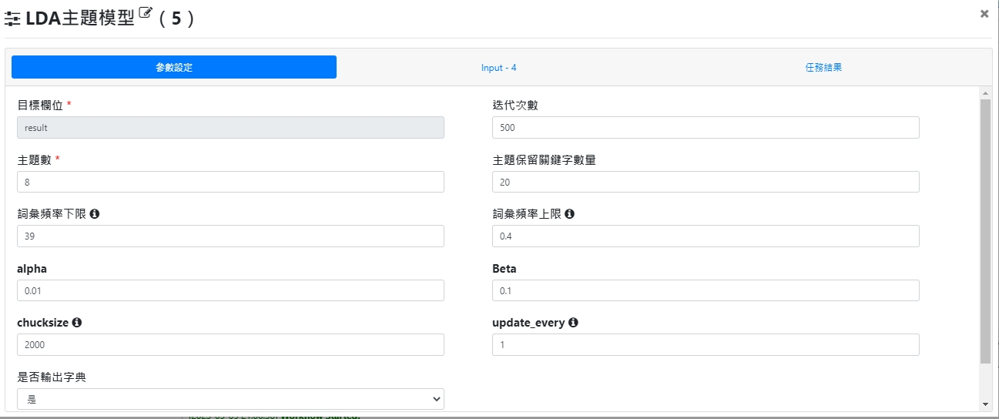 LDA主題模型 ( 5 )
×
參數設定 Input - 4 任務結果
目標欄位 * 迭代次數
result 500
主題數 * 主題保留關鍵字數量
8 20
詞彙頻率下限 詞彙頻率上限
39 0.4
alpha Beta
0.01 0.1
chucksize update_every
2000 1
是否輸出字典
是